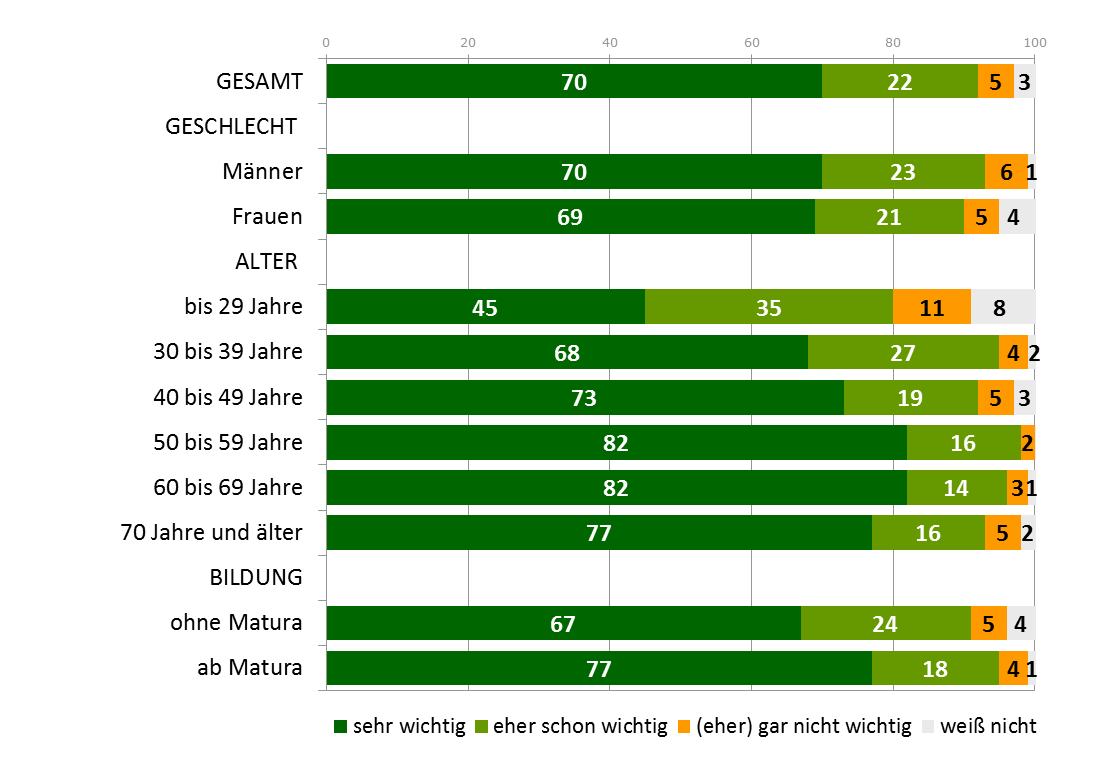 0 20 40 60 80 100
GESAMT 70 22 5 3
GESCHLECHT
Männer 70 23 6 1
Frauen 69 21 5 4
ALTER
bis 29 Jahre 45 35 11 8
30 bis 39 Jahre 68 27 4 2
40 bis 49 Jahre 73 19 5 3
50 bis 59 Jahre 82 16 2
60 bis 69 Jahre 82 14 3 1
70 Jahre und älter 77 16 5 2
BILDUNG
ohne Matura 67 24 5 4
ab Matura 77 18 4 1
sehr wichtig eher schon wichtig (eher) gar nicht wichtig weiß nicht